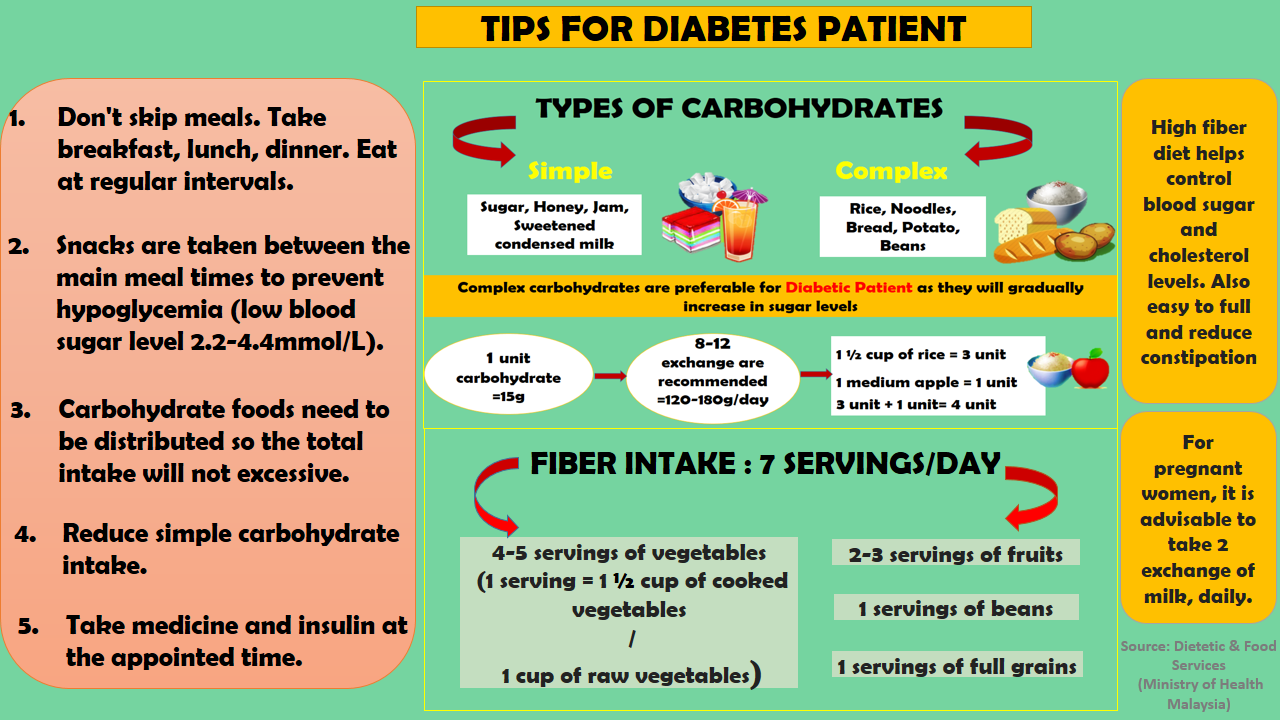 TIPS FOR DIABETES PATIENT
1. Don't skip meals. Take
breakfast, lunch, dinner. Eat
at regular intervals.
2. Snacks are taken between the
main meal times to prevent
hypoglycemia (low blood
sugar level 2.2-4.4mmol/L).
3. Carbohydrate foods need to
be distributed so the total
intake will not excessive.
4. Reduce simple carbohydrate
intake.
5. Take medicine and insulin at
the appointed time.
TYPES OF CARBOHYDRATES
Simple
Sugar, Honey, Jam,
Sweetened
condensed milk
Complex
Rice, Noodles,
Bread, Potato,
Beans
Complex carbohydrates are preferable for Diabetic Patient as they will gradually
increase in sugar levels
1 unit
carbohydrate
=15g
8-12
exchange are
recommended
=120-180g/day
1 ½ cup of rice = 3 unit
1 medium apple = 1 unit
3 unit + 1 unit= 4 unit
FIBER INTAKE : 7 SERVINGS/DAY
4-5 servings of vegetables
(1 serving = 1 ½ cup of cooked
vegetables
/
1 cup of raw vegetables)
2-3 servings of fruits
1 servings of beans
1 servings of full grains
High fiber
diet helps
control
blood sugar
and
cholesterol
levels. Also
easy to full
and reduce
constipation
For
pregnant
women, it is
advisable to
take 2
exchange of
milk, daily.
Source: Dietetic & Food
Services
(Ministry of Health
Malaysia)